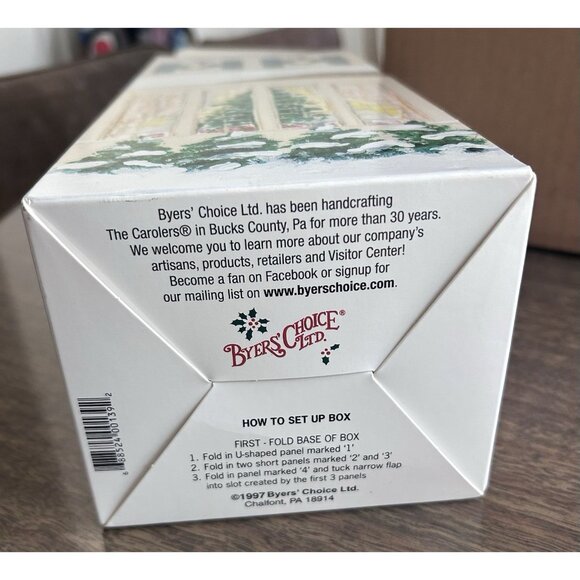 Byers' Choice Ltd. has been handcrafting
The Carolers® in Bucks County, Pa for more than 30 years.
We welcome you to learn more about our company's
artisans, products, retailers and Visitor Center!
Become a fan on Facebook or signup for
our mailing list on www.byerschoice.com.
BYERS' CHOICE®
LTD.
HOW TO SET UP BOX
FIRST - FOLD BASE OF BOX
1. Fold in U-shaped panel marked '1'
2. Fold in two short panels marked '2' and '3'
3. Fold in panel marked '4' and tuck narrow flap
into slot created by the first 3 panels
©1997 Byers' Choice Ltd.
Chalfont, PA 18914
6 88524 00139 2